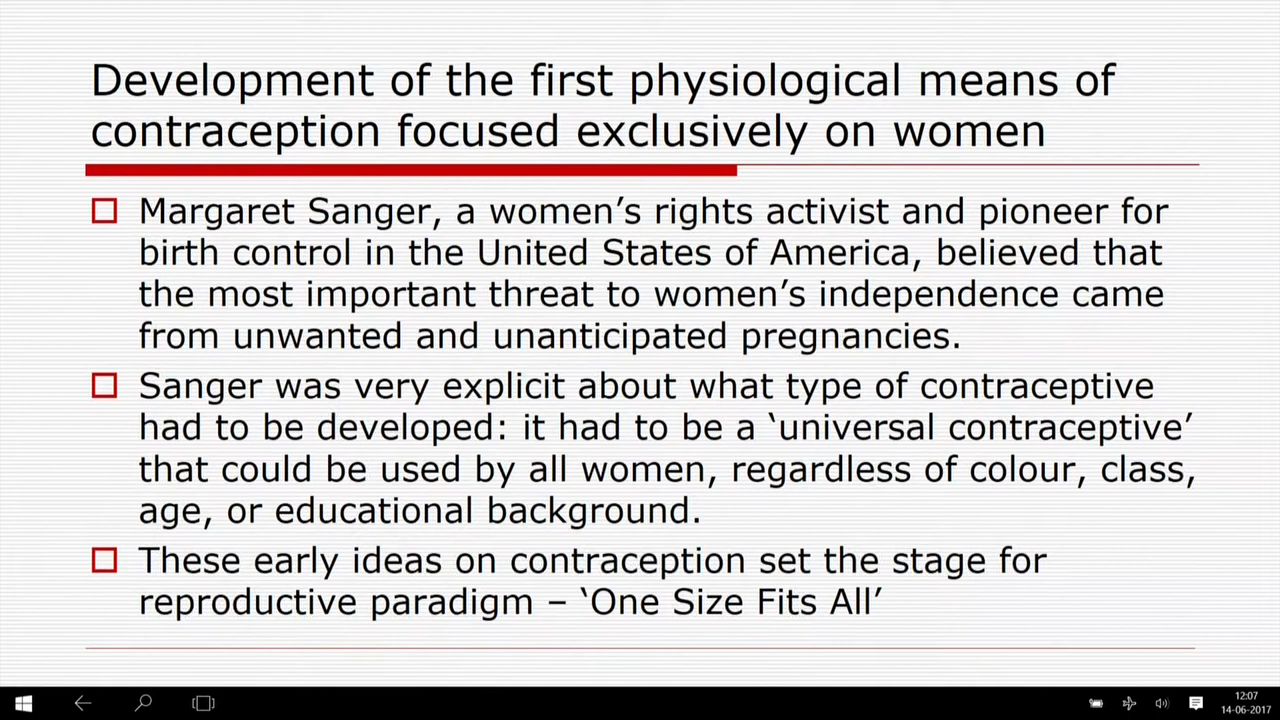 Development of the first physiological means of
contraception focused exclusively on women
Margaret Sanger, a women’s rights activist and pioneer for
birth control in the United States of America, believed that
the most important threat to women’s independence came
from unwanted and unanticipated pregnancies.
Sanger was very explicit about what type of contraceptive
had to be developed: it had to be a ‘universal contraceptive’
that could be used by all women, regardless of colour, class,
age, or educational background.
These early ideas on contraception set the stage for
reproductive paradigm – ‘One Size Fits All’
12:07
14-06-2017